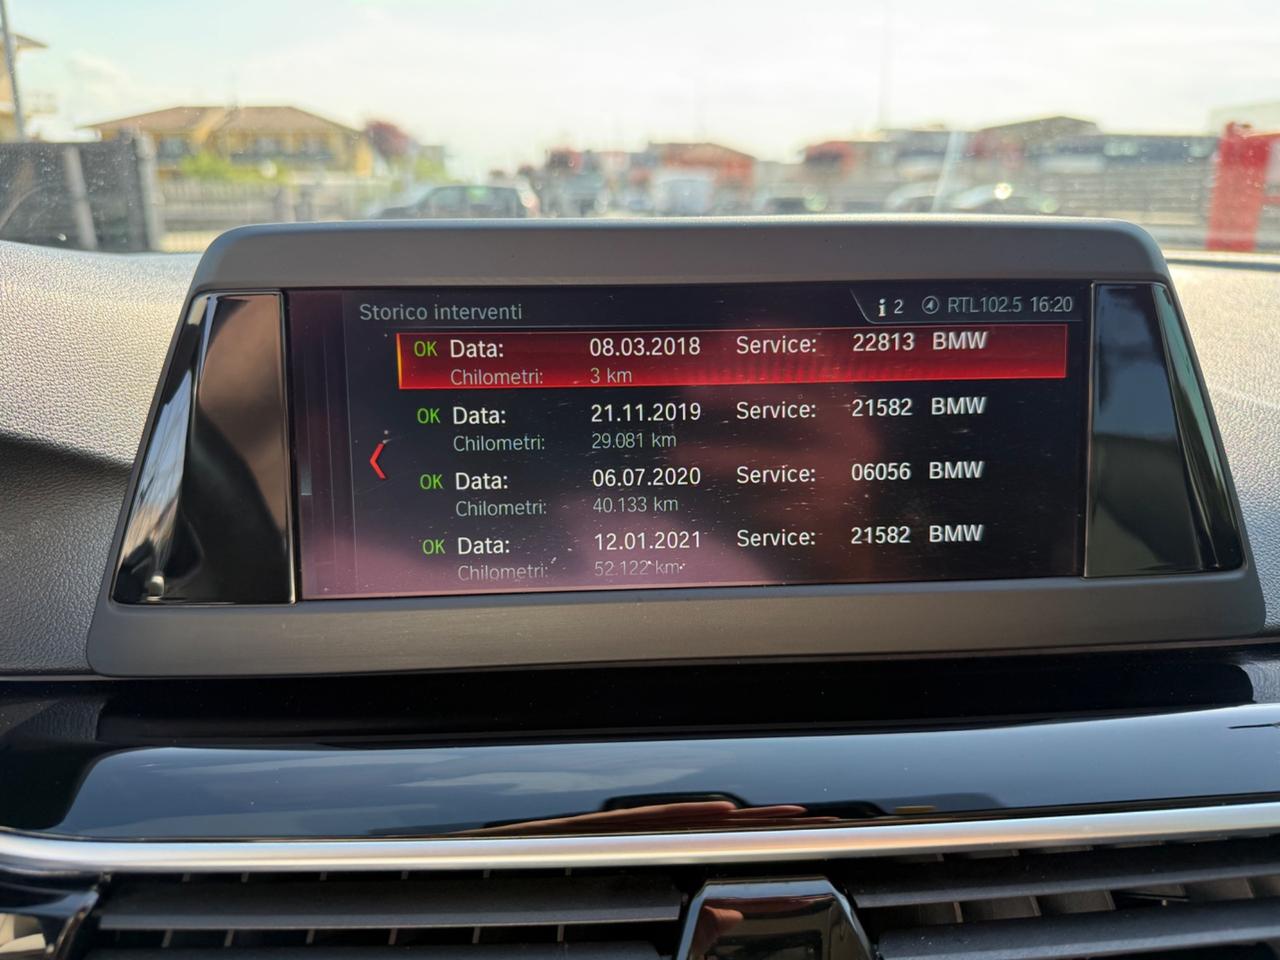 Storico interventi i 2 RTL102.5 16:20
OK Data: 08.03.2018 Service: 22813 BMW
Chilometri: 3 km
OK Data: 21.11.2019 Service: 21582 BMW
Chilometri: 29.081 km
OK Data: 06.07.2020 Service: 06056 BMW
Chilometri: 40.133 km
OK Data: 12.01.2021 Service: 21582 BMW
Chilometri: 52.122 km